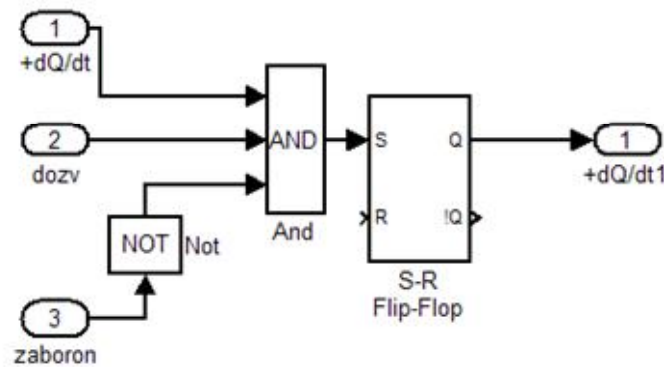 1
+dQ/dt
2
dozv
3
zaboron
NOT
Not
AND
And
S
Q
R
!Q
S-R
Flip-Flop
1
+dQ/dt1